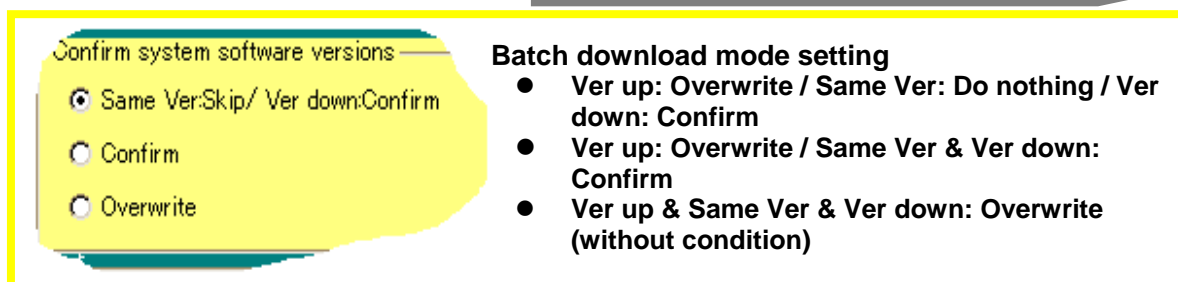 Confirm system software versions
Same Ver:Skip/ Ver down:Confirm
Confirm
Overwrite
Batch download mode setting
● Ver up: Overwrite / Same Ver: Do nothing / Ver
down: Confirm
● Ver up: Overwrite / Same Ver & Ver down:
Confirm
● Ver up & Same Ver & Ver down: Overwrite
(without condition)